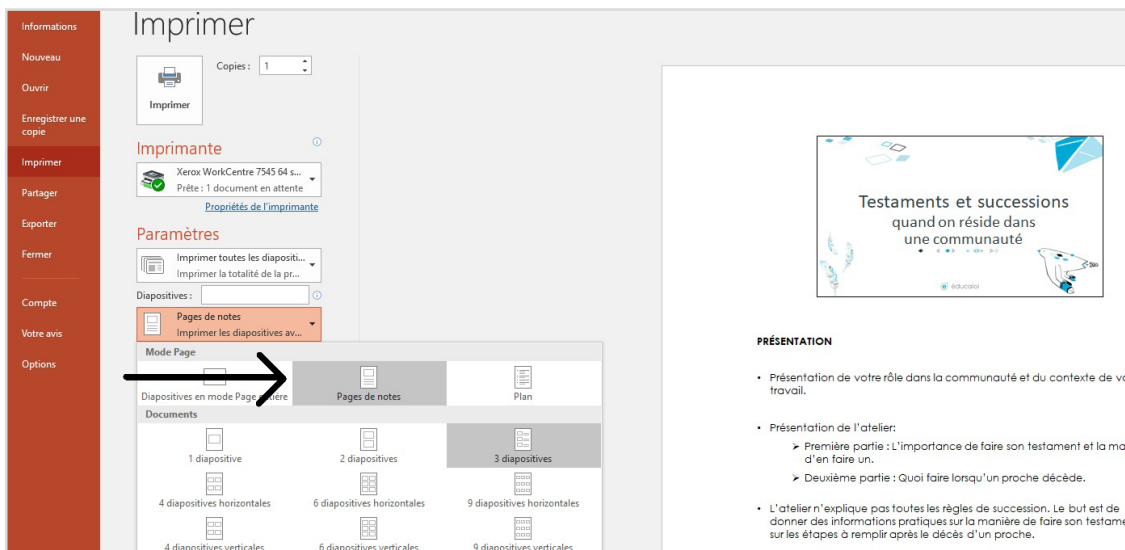 Informations
Nouveau
Ouvrir
Enregistrer une
copie
Imprimer
Partager
Exporter
Fermer
Compte
Votre avis
Options
Imprimer
Copies : 1
Imprimer
Imprimante
Xerox WorkCentre 7545 64 s...
Prête : 1 document en attente
Propriétés de l'imprimante
Paramètres
Imprimer toutes les diapositi...
Imprimer la totalité de la pr...
Diapositives :
Pages de notes
Imprimer les diapositives av...
Mode Page
Diapositives en mode Page entière
Pages de notes
Plan
Documents
1 diapositive
2 diapositives
3 diapositives
4 diapositives horizontales
6 diapositives horizontales
9 diapositives horizontales
4 diapositives verticales
6 diapositives verticales
9 diapositives verticales
Testaments et successions
quand on réside dans
une communauté
éducaloi
PRÉSENTATION
• Présentation de votre rôle dans la communauté et du contexte de vo
travail.
• Présentation de l'atelier:
➢ Première partie : L'importance de faire son testament et la ma
d'en faire un.
➢ Deuxième partie : Quoi faire lorsqu'un proche décède.
• L'atelier n'explique pas toutes les règles de succession. Le but est de
donner des informations pratiques sur la manière de faire son testame
sur les étapes à remplir après le décès d'un proche.